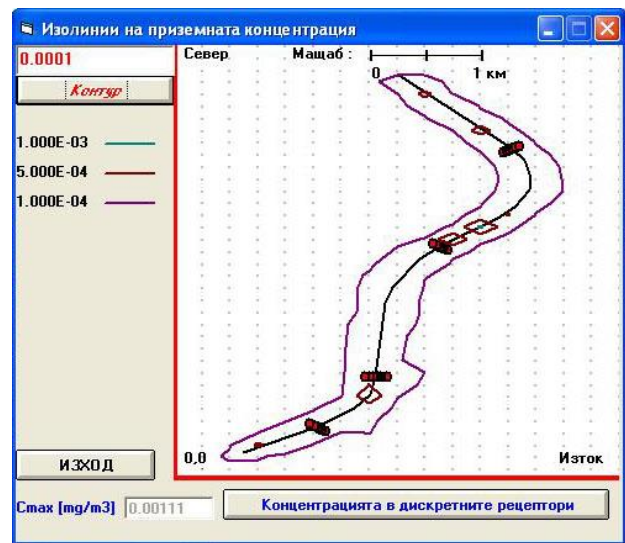 Изолинии на приземната концентрация
0.0001
Контур
1.000E-03
5.000E-04
1.000E-04
Север
Мащаб :
0 1 км
0,0
Изток
ИЗХОД
Cmax [mg/m3] 0.00111
Концентрацията в дискретните рецептори